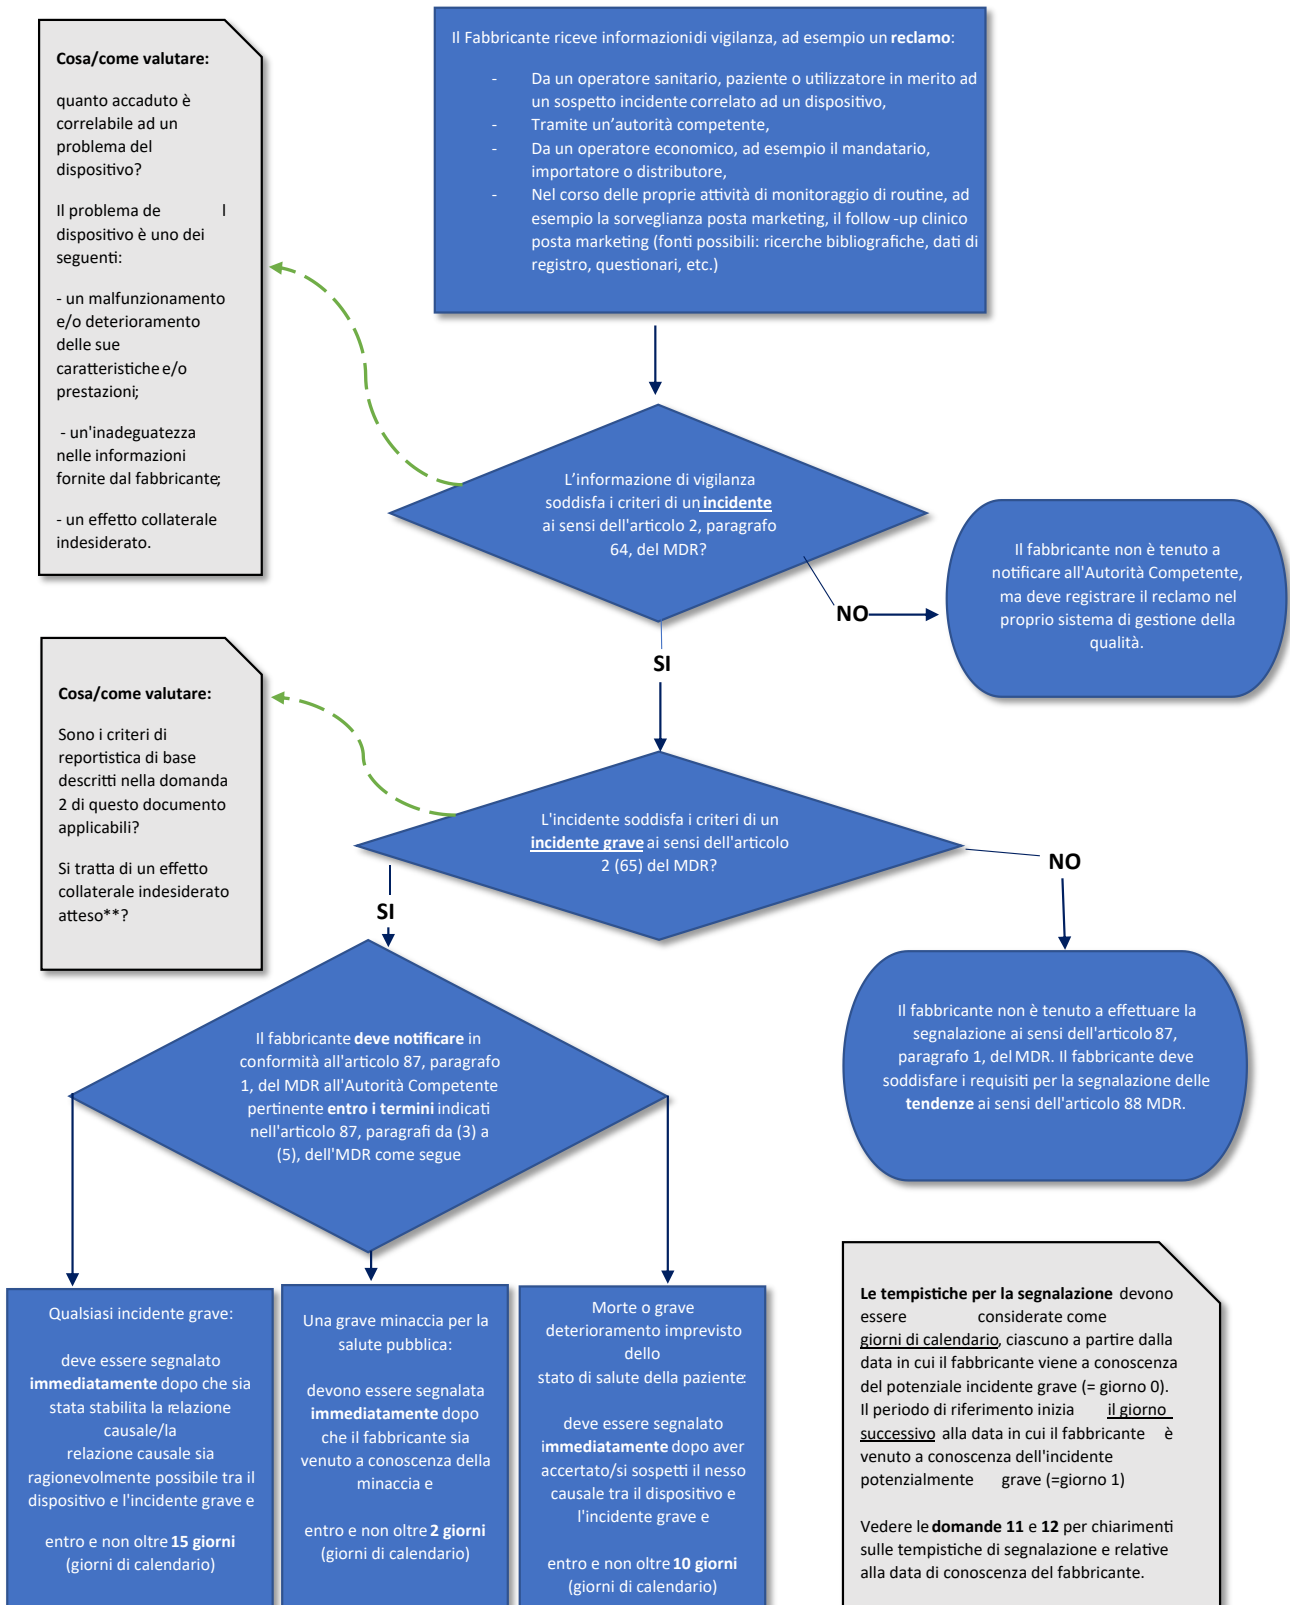 Cosa/come valutare:
quanto accaduto è
correlabile ad un
problema del
dispositivo?
Il problema de l
dispositivo è uno dei
seguenti:
- un malfunzionamento
e/o deterioramento
delle sue
caratteristiche e/o
prestazioni;
- un'inadeguatezza
nelle informazioni
fornite dal fabbricante;
- un effetto collaterale
indesiderato.
Il Fabbricante riceve informazioni di vigilanza, ad esempio un reclamo:
- Da un operatore sanitario, paziente o utilizzatore in merito ad
un sospetto incidente correlato ad un dispositivo,
- Tramite un'autorità competente,
- Da un operatore economico, ad esempio il mandatario,
importatore o distributore,
- Nel corso delle proprie attività di monitoraggio di routine, ad
esempio la sorveglianza posta marketing, il follow -up clinico
posta marketing (fonti possibili: ricerche bibliografiche, dati di
registro, questionari, etc.)
L'informazione di vigilanza
soddisfa i criteri di un incidente
ai sensi dell'articolo 2, paragrafo
64, del MDR?
NO
Il fabbricante non è tenuto a
notificare all'Autorità Competente,
ma deve registrare il reclamo nel
proprio sistema di gestione della
qualità.
SI
Cosa/come valutare:
Sono i criteri di
reportistica di base
descritti nella domanda
2 di questo documento
applicabili?
Si tratta di un effetto
collaterale indesiderato
atteso**?
L'incidente soddisfa i criteri di un
incidente grave ai sensi dell'articolo
2 (65) del MDR?
NO
SI
Il fabbricante non è tenuto a effettuare la
segnalazione ai sensi dell'articolo 87,
paragrafo 1, del MDR. Il fabbricante deve
soddisfare i requisiti per la segnalazione delle
tendenze ai sensi dell'articolo 88 MDR.
Il fabbricante deve notificare in
conformità all'articolo 87, paragrafo
1, del MDR all'Autorità Competente
pertinente entro i termini indicati
nell'articolo 87, paragrafi da (3) a
(5), dell'MDR come segue
Qualsiasi incidente grave:
deve essere segnalato
immediatamente dopo che sia
stata stabilita la relazione
causale/la
relazione causale sia
ragionevolmente possibile tra il
dispositivo e l'incidente grave e
entro e non oltre 15 giorni
(giorni di calendario)
Una grave minaccia per la
salute pubblica:
devono essere segnalata
immediatamente dopo
che il fabbricante sia
venuto a conoscenza della
minaccia e
entro e non oltre 2 giorni
(giorni di calendario)
Morte o grave
deterioramento imprevisto
dello
stato di salute della paziente:
deve essere segnalato
immediatamente dopo aver
accertato/si sospetti il nesso
causale tra il dispositivo e
l'incidente grave e
entro e non oltre 10 giorni
(giorni di calendario)
Le tempistiche per la segnalazione devono
essere considerate come
giorni di calendario, ciascuno a partire dalla
data in cui il fabbricante viene a conoscenza
del potenziale incidente grave (= giorno 0).
Il periodo di riferimento inizia il giorno
successivo alla data in cui il fabbricante è
venuto a conoscenza dell'incidente
potenzialmente grave (=giorno 1)
Vedere le domande 11 e 12 per chiarimenti
sulle tempistiche di segnalazione e relative
alla data di conoscenza del fabbricante.